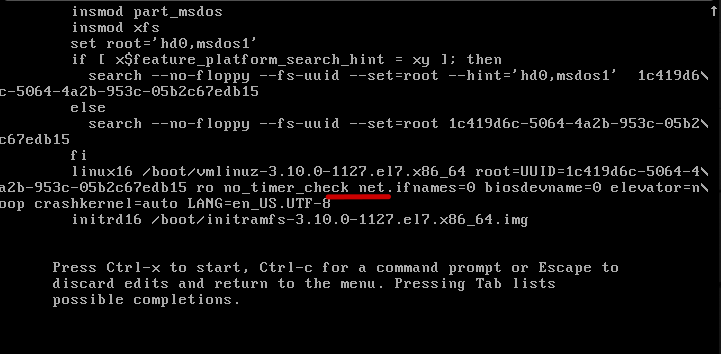 insmod part_msdos
insmod xfs
set root='hd0,msdos1'
if [ x$feature_platform_search_hint = xy ]; then
search --no-floppy --fs-uuid --set=root --hint='hd0,msdos1'  1c419d6\
c-5064-4a2b-953c-05b2c67edb15
else
search --no-floppy --fs-uuid --set=root 1c419d6c-5064-4a2b-953c-05b2\
c67edb15
fi
linux16 /boot/vmlinuz-3.10.0-1127.el7.x86_64 root=UUID=1c419d6c-5064-4\
a2b-953c-05b2c67edb15 ro no_timer_check net.ifnames=0 biosdevname=0 elevator=n\
oop crashkernel=auto LANG=en_US.UTF-8
initrd16 /boot/initramfs-3.10.0-1127.el7.x86_64.img
Press Ctrl-x to start, Ctrl-c for a command prompt or Escape to
discard edits and return to the menu. Pressing Tab lists
possible completions.